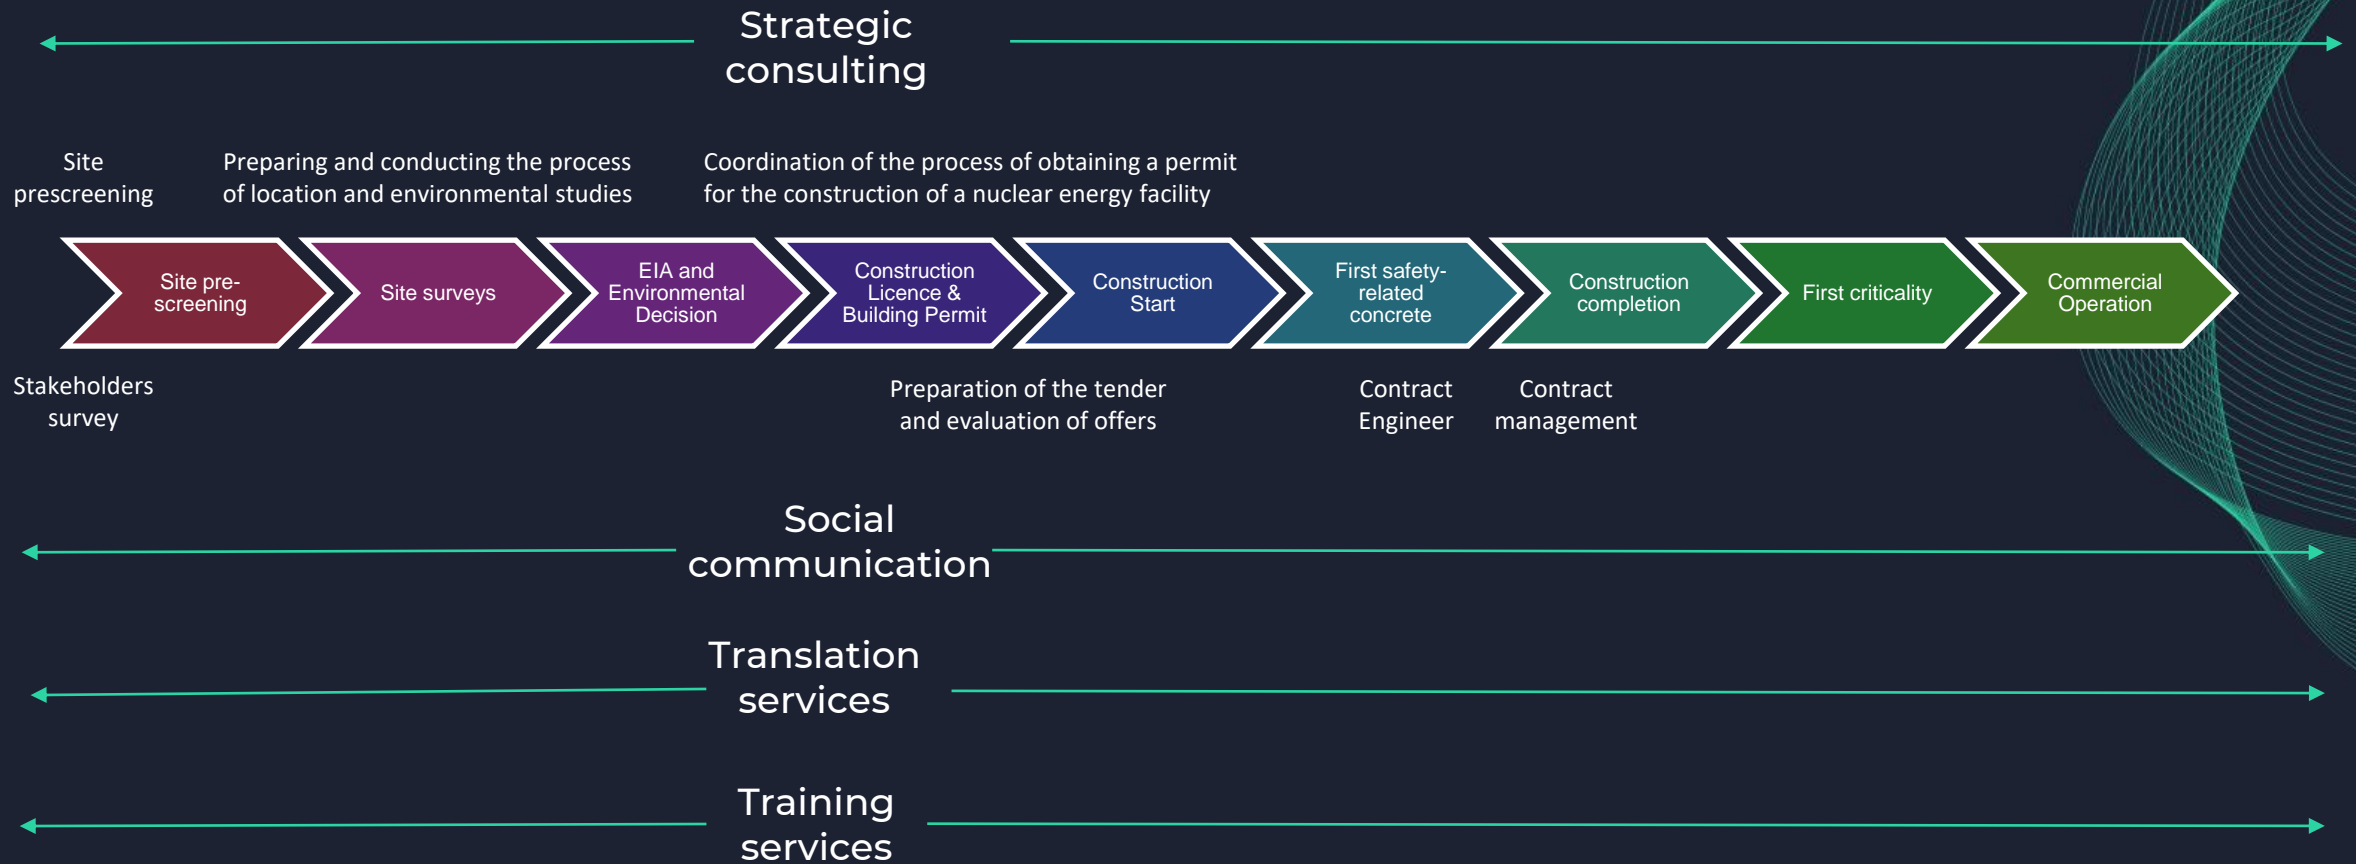 Strategic
consulting
Site
prescreening
Preparing and conducting the process
of location and environmental studies
Coordination of the process of obtaining a permit
for the construction of a nuclear energy facility
Site pre-
screening
Site surveys
EIA and
Environmental
Decision
Construction
Licence &
Building Permit
Construction
Start
First safety-
related
concrete
Construction
completion
First criticality
Commercial
Operation
Stakeholders
survey
Preparation of the tender
and evaluation of offers
Contract
Engineer
Contract
management
Social
communication
Translation
services
Training
services